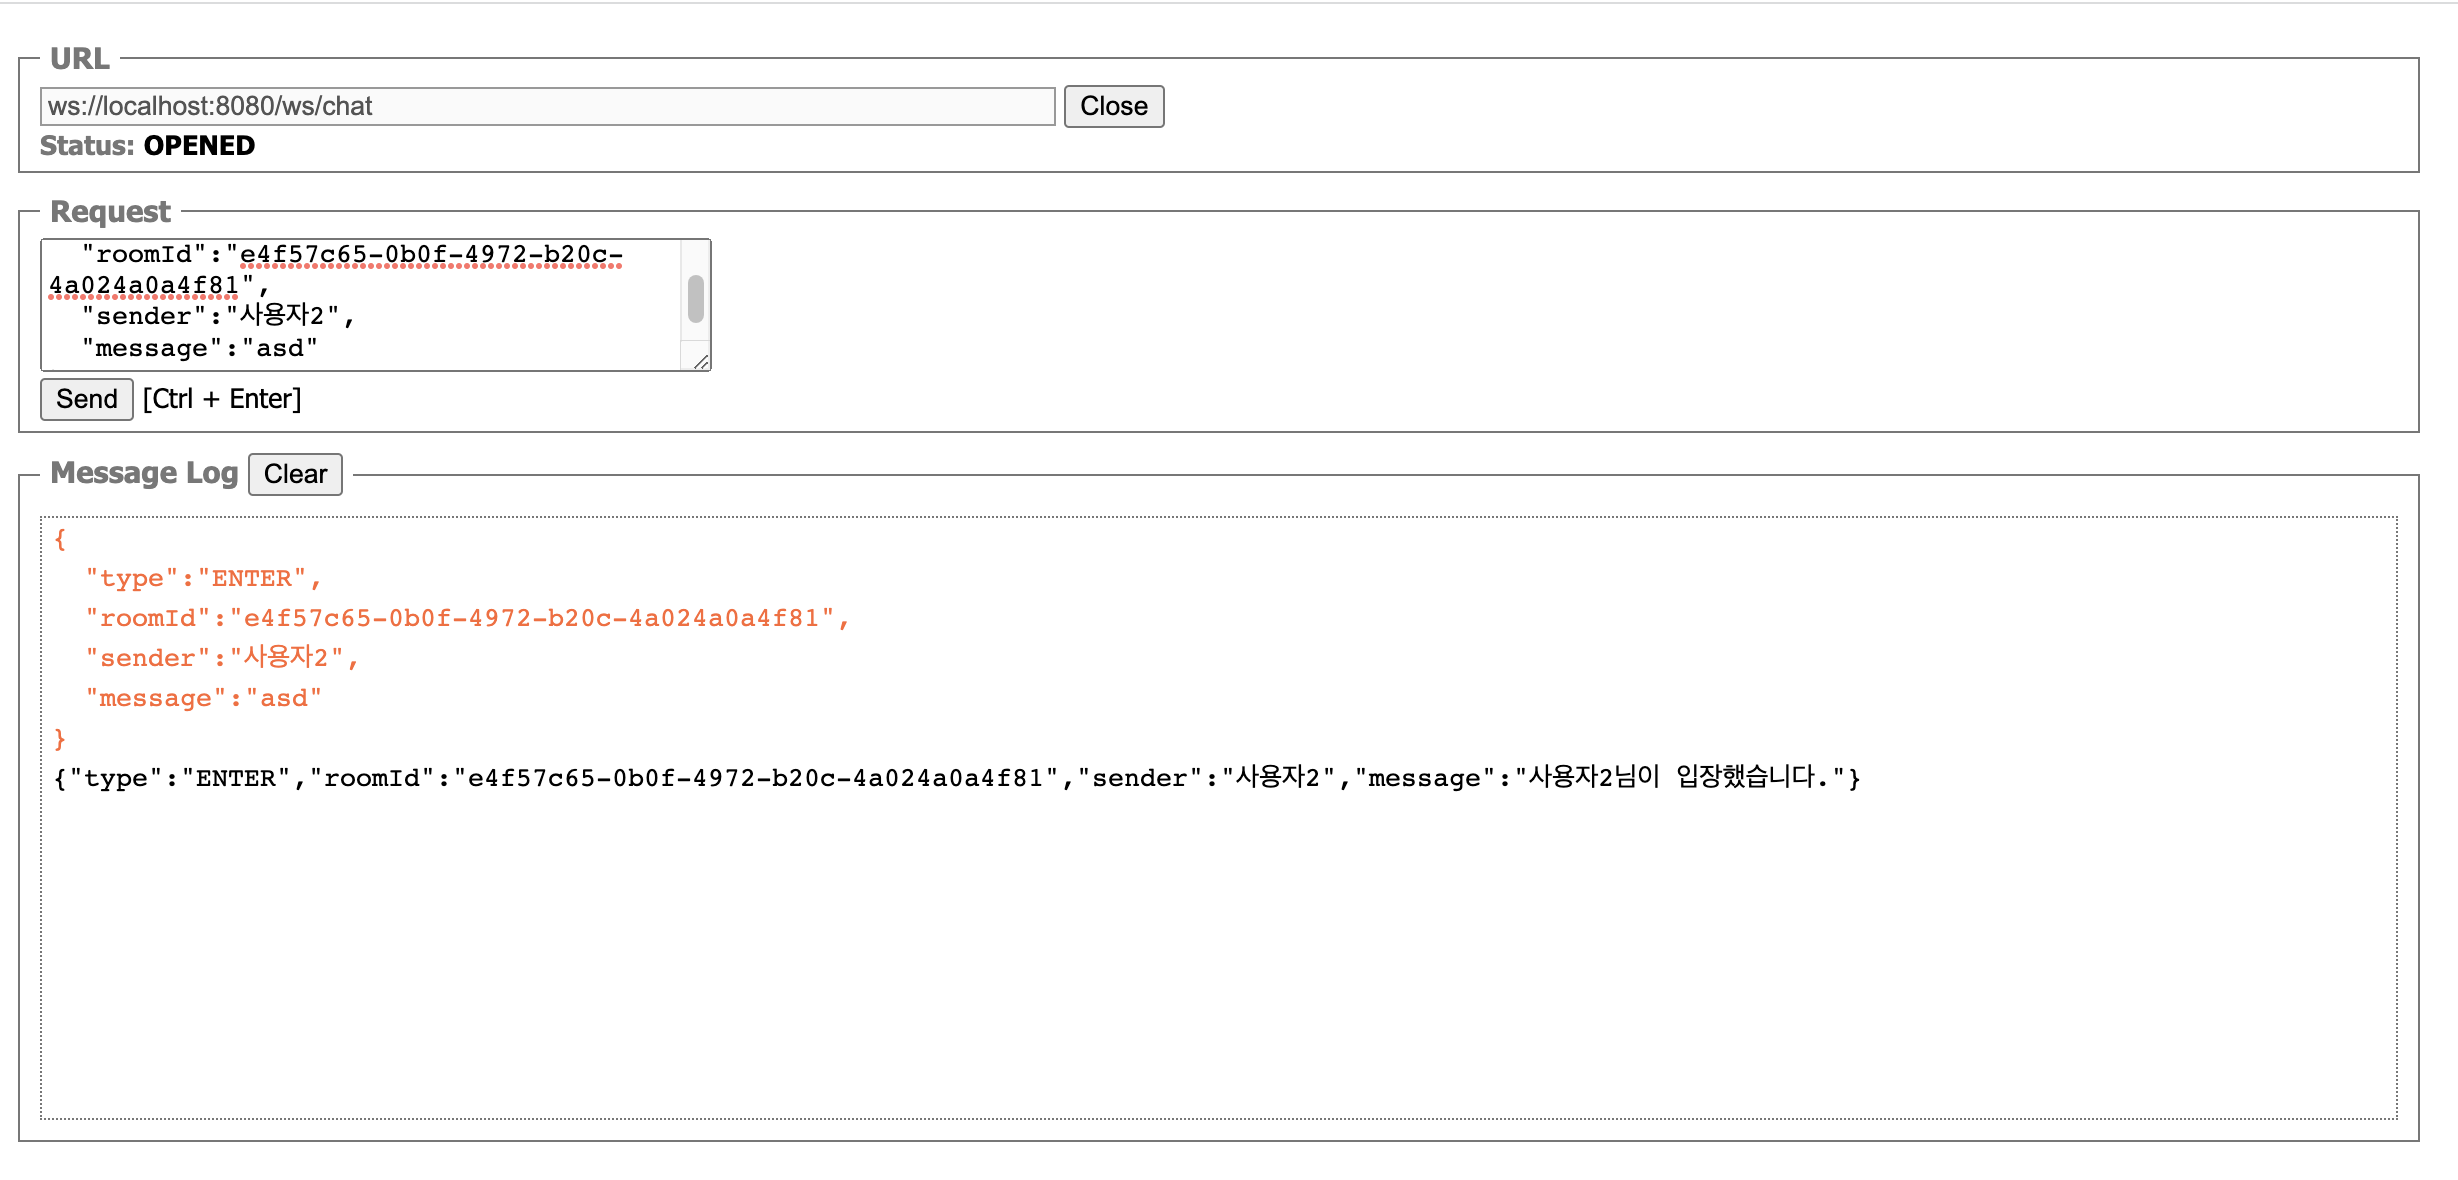 URL
ws://localhost:8080/ws/chat Close
Status: OPENED
Request
"roomId":"e4f57c65-0b0f-4972-b20c-
4a024a0a4f81",
"sender":"사용자2",
"message":"asd"
Send [Ctrl + Enter]
Message Log Clear
{
"type":"ENTER",
"roomId":"e4f57c65-0b0f-4972-b20c-4a024a0a4f81",
"sender":"사용자2",
"message":"asd"
}
{"type":"ENTER","roomId":"e4f57c65-0b0f-4972-b20c-4a024a0a4f81","sender":"사용자2","message":"사용자2님이 입장했습니다."}